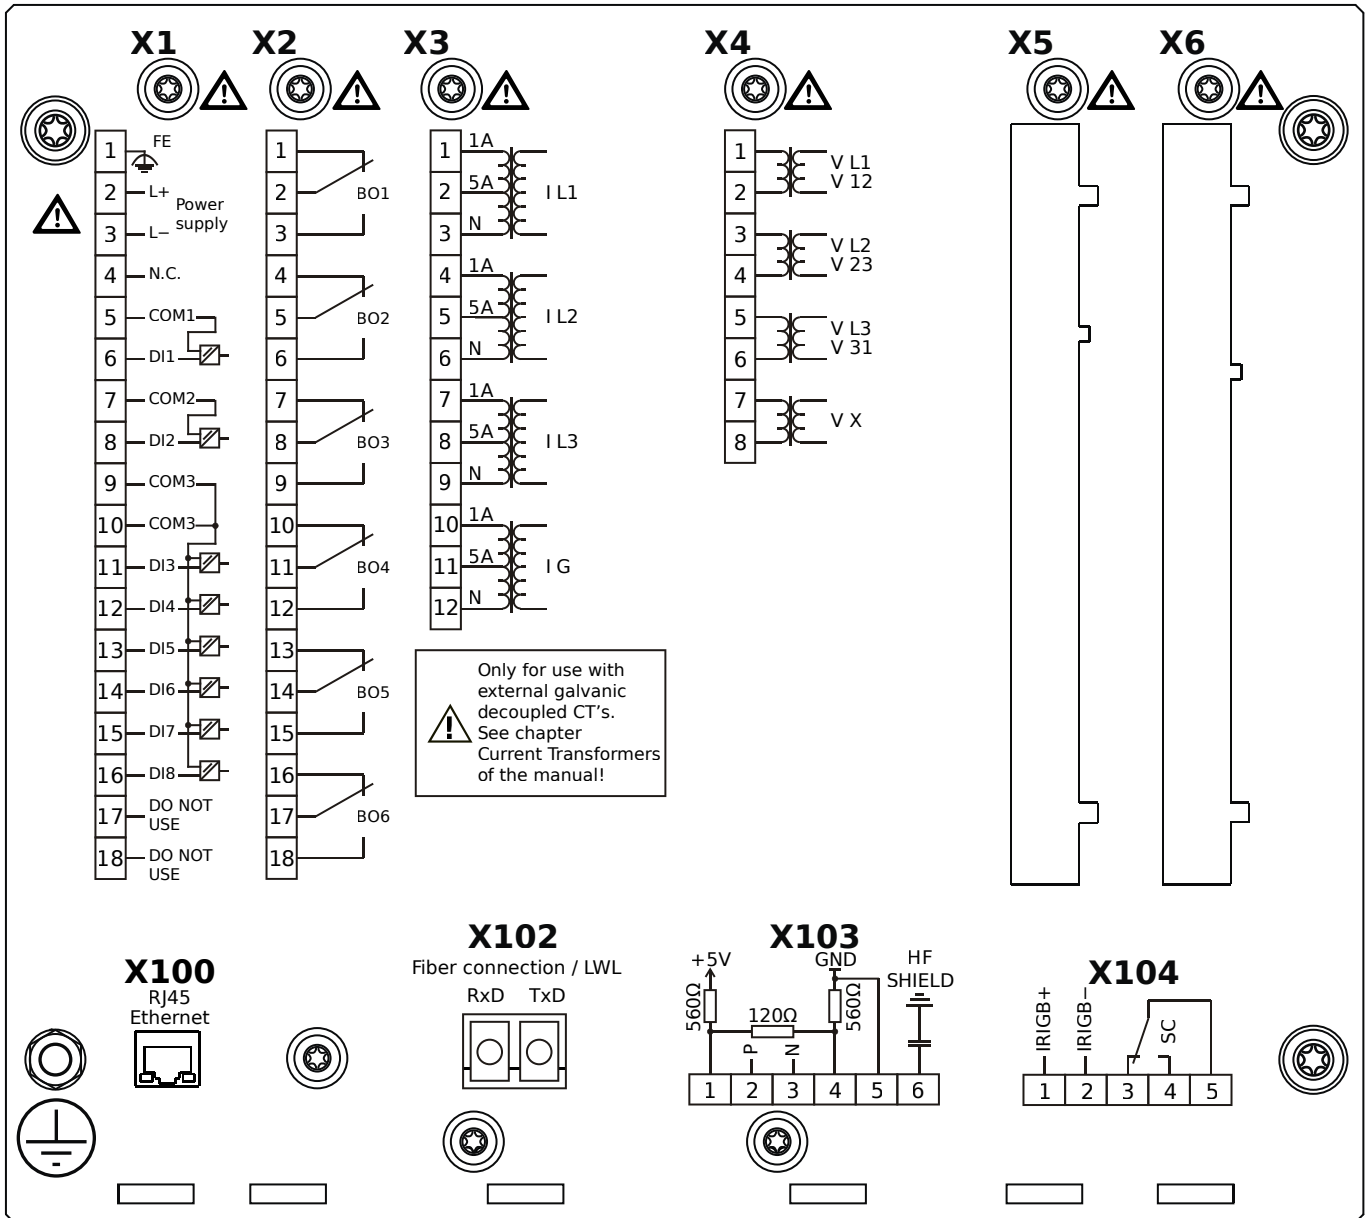 X1
X2
X3
X4
X5
X6
1 FE
2 L+ Power
supply
3 L−
4 N.C.
5 COM1
6 DI1
7 COM2
8 DI2
9 COM3
10 COM3
11 DI3
12 DI4
13 DI5
14 DI6
15 DI7
16 DI8
17 DO NOT
USE
18 DO NOT
USE
1
2 BO1
3
4
5 BO2
6
7
8 BO3
9
10
11 BO4
12
13
14 BO5
15
16
17 BO6
18
1 1A
2 5A I L1
3 N
4 1A
5 5A I L2
6 N
7 1A
8 5A I L3
9 N
10 1A
11 5A I G
12 N
Only for use with
external galvanic
decoupled CT's.
See chapter
Current Transformers
of the manual!
1 V L1
2 V 12
3 V L2
4 V 23
5 V L3
6 V 31
7
V X
8
X100
RJ45
Ethernet
X102
Fiber connection / LWL
RxD TxD
X103
+5V GND HF
SHIELD
560Ω 120Ω 560Ω
P N
1 2 3 4 5 6
X104
IRIGB+ IRIGB− SC
1 2 3 4 5